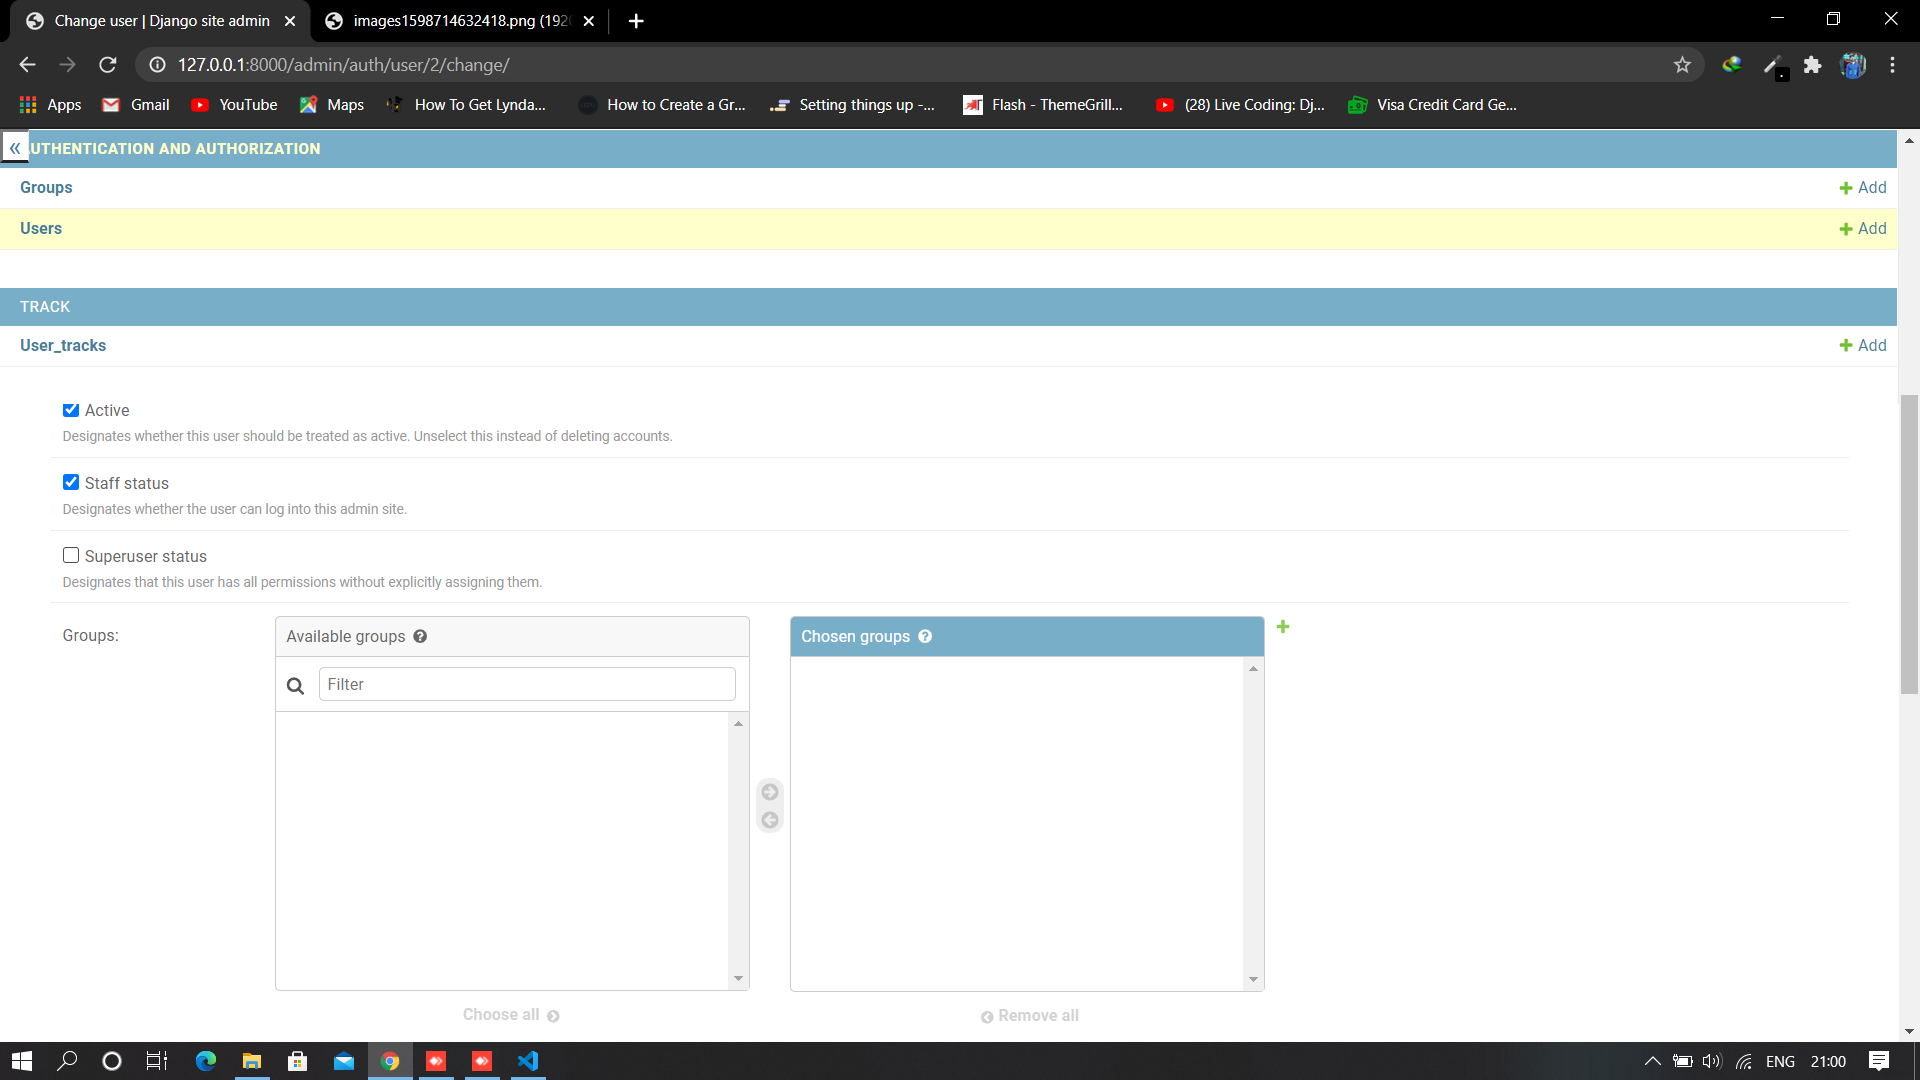 Change user | Django site admin
images1598714632418.png (192
127.0.0.1:8000/admin/auth/user/2/change/
Apps
Gmail
YouTube
Maps
How To Get Lynda...
How to Create a Gr...
Setting things up -...
Flash - ThemeGrill...
(28) Live Coding: Dj...
Visa Credit Card Ge...
« UTHENTICATION AND AUTHORIZATION
Groups
Add
Users
Add
TRACK
User_tracks
Add
Active
Designates whether this user should be treated as active. Unselect this instead of deleting accounts.
Staff status
Designates whether the user can log into this admin site.
Superuser status
Designates that this user has all permissions without explicitly assigning them.
Groups:
Available groups
Chosen groups
Filter
Choose all
Remove all
ENG
21:00